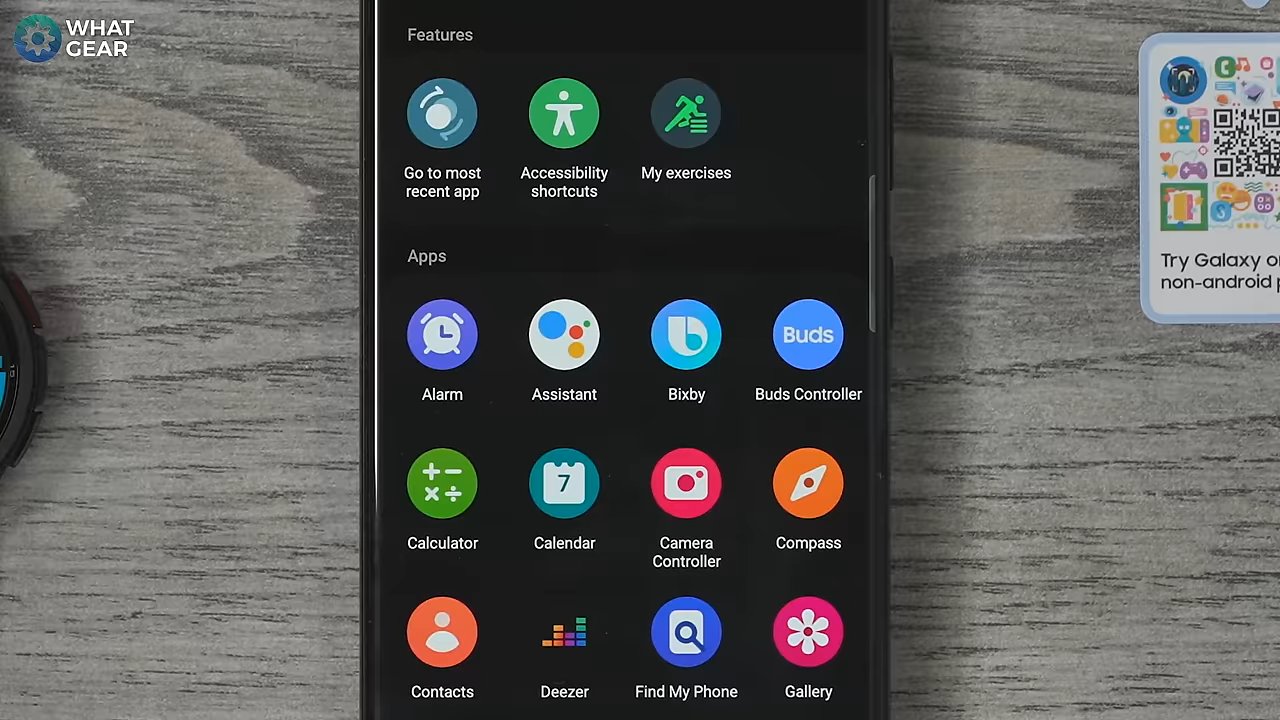 WHAT
GEAR
Features
Go to most
recent app
Accessibility
shortcuts
My exercises
Apps
Alarm
Assistant
Bixby
Buds
Buds Controller
7
Calculator
Calendar
Camera
Controller
Compass
Contacts
Deezer
Find My Phone
Gallery
Try Galaxy o
non-android